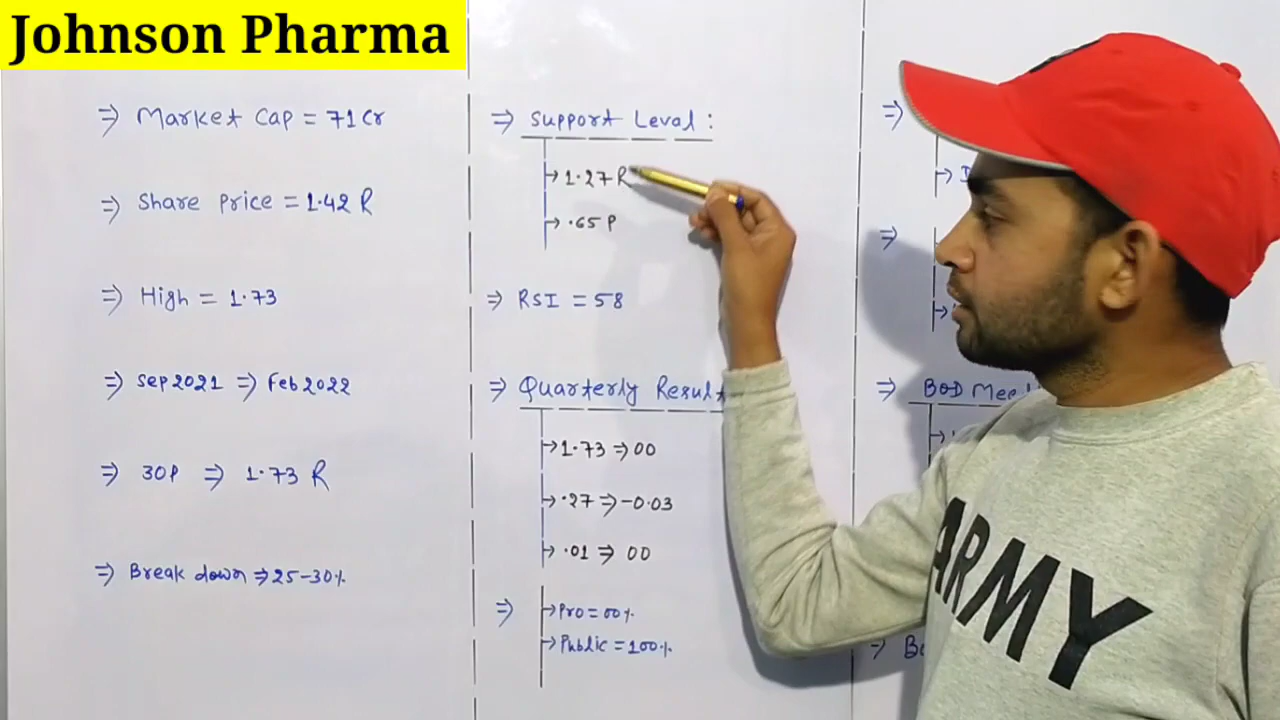 Johnson Pharma
⇒ Market Cap = 71 Cr
⇒ Share Price = 1.42 R
⇒ High = 1.73
⇒ Sep 2021 ⇒ Feb 2022
⇒ 30P ⇒ 1.73 R
⇒ Break down ⇒ 25-30%
⇒ Support Leval :
→ 1.27 R
→ .65 P
⇒ RSI = 58
⇒ Quarterly Result
→ 1.73 ⇒ 00
→ .27 ⇒ -0.03
→ .01 ⇒ 00
⇒ → Pro = 00%
→ Public = 100%
⇒
→
⇒
→
⇒ BOD
→
⇒
ARMY